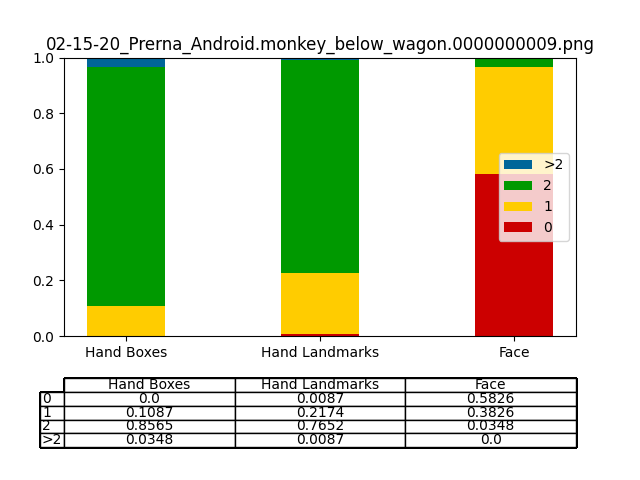 02-15-20_Prerna_Android.monkey_below_wagon.0000000009.png
1.0
0.8
0.6
0.4
0.2
0.0
>2
2
1
0
Hand Boxes Hand Landmarks Face
Hand Boxes Hand Landmarks Face
0 0.0 0.0087 0.5826
1 0.1087 0.2174 0.3826
2 0.8565 0.7652 0.0348
>2 0.0348 0.0087 0.0